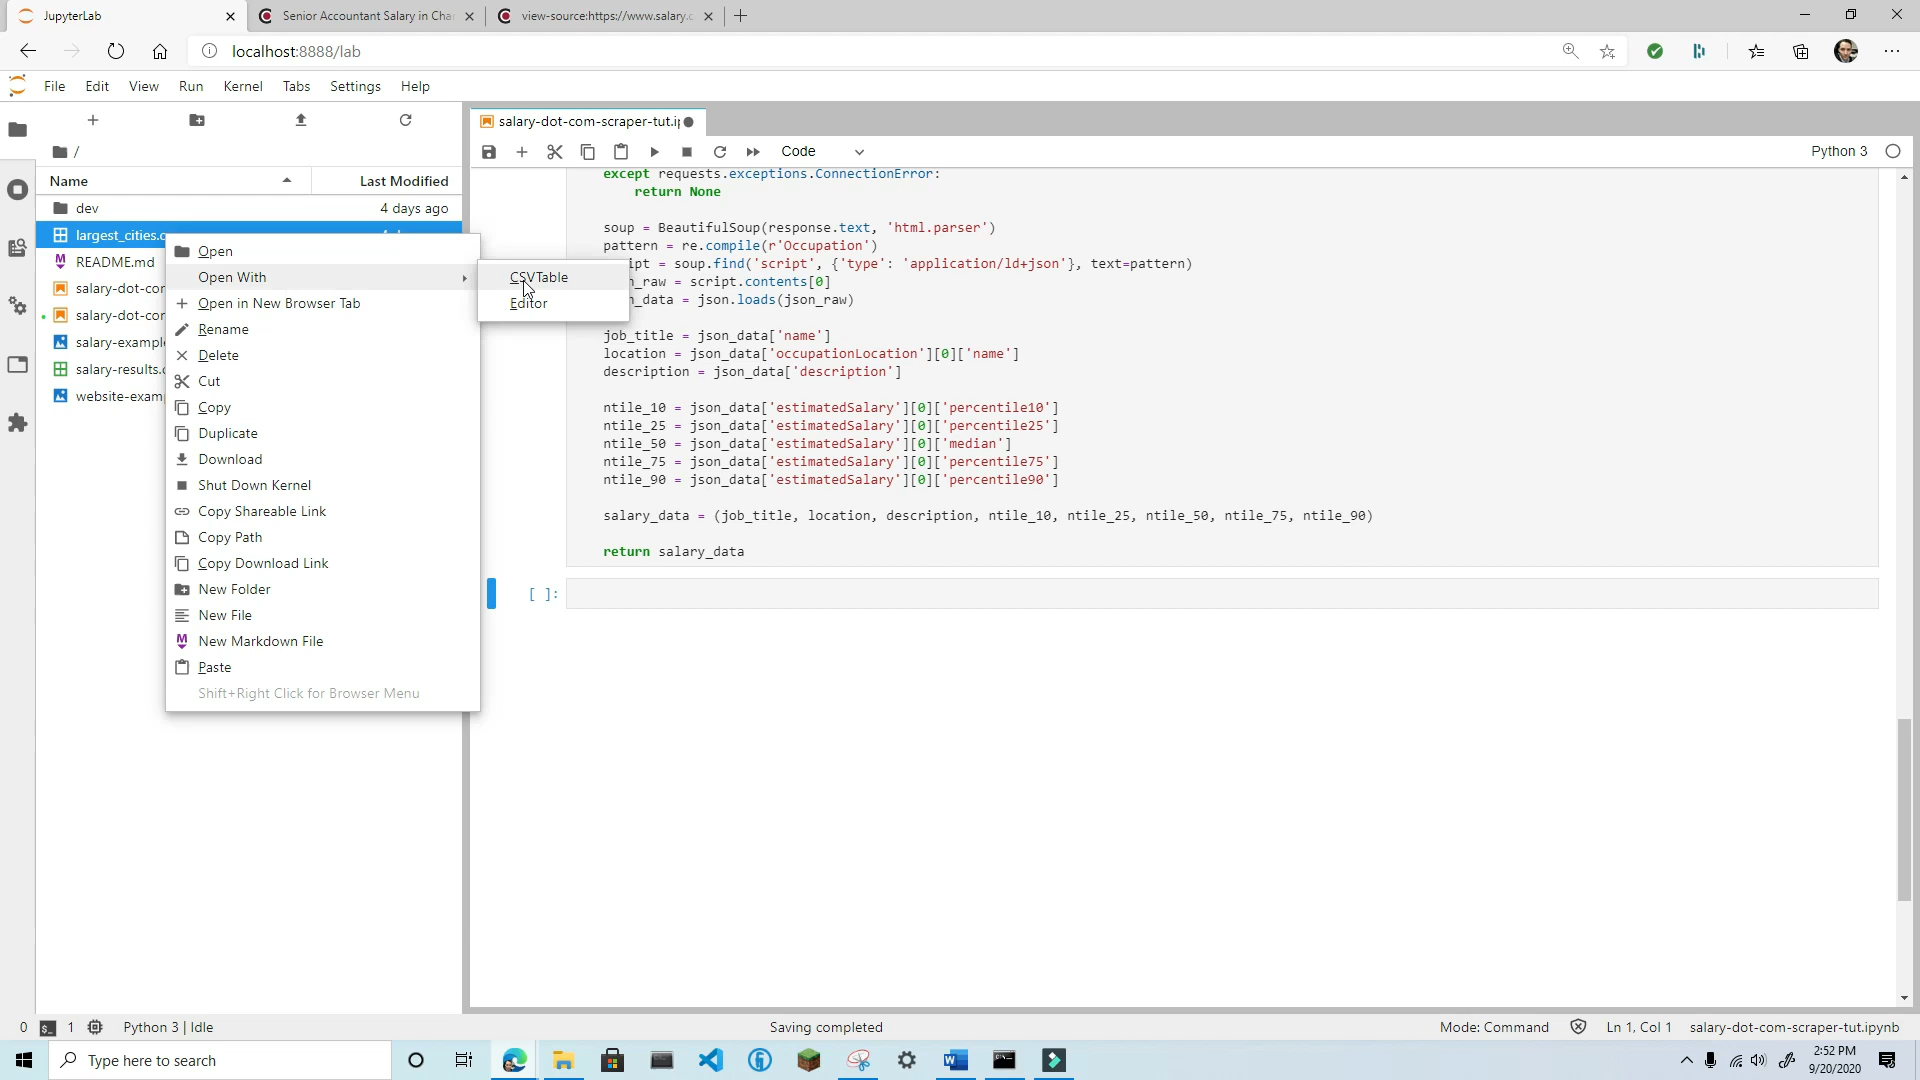 JupyterLab
Senior Accountant Salary in Cha
view-source:https://www.salary.c
localhost:8888/lab
File Edit View Run Kernel Tabs Settings Help
salary-dot-com-scraper-tut.i
/
Code
Python 3
Name
Last Modified
dev
4 days ago
largest_cities.c
README.md
salary-dot-co
salary-dot-co
salary-example
salary-results.c
website-exam
Open
Open With
Open in New Browser Tab
Rename
Delete
Cut
Copy
Duplicate
Download
Shut Down Kernel
Copy Shareable Link
Copy Path
Copy Download Link
New Folder
New File
New Markdown File
Paste
Shift+Right Click for Browser Menu
CSVTable
Editor
except requests.exceptions.ConnectionError:
return None
soup = BeautifulSoup(response.text, 'html.parser')
pattern = re.compile(r'Occupation')
ipt = soup.find('script', {'type': 'application/ld+json'}, text=pattern)
n_raw = script.contents[0]
n_data = json.loads(json_raw)
job_title = json_data['name']
location = json_data['occupationLocation'][0]['name']
description = json_data['description']
ntile_10 = json_data['estimatedSalary'][0]['percentile10']
ntile_25 = json_data['estimatedSalary'][0]['percentile25']
ntile_50 = json_data['estimatedSalary'][0]['median']
ntile_75 = json_data['estimatedSalary'][0]['percentile75']
ntile_90 = json_data['estimatedSalary'][0]['percentile90']
salary_data = (job_title, location, description, ntile_10, ntile_25, ntile_50, ntile_75, ntile_90)
return salary_data
[ ]:
0 1 Python 3 | Idle
Saving completed
Mode: Command
Ln 1, Col 1
salary-dot-com-scraper-tut.ipynb
Type here to search
2:52 PM
9/20/2020